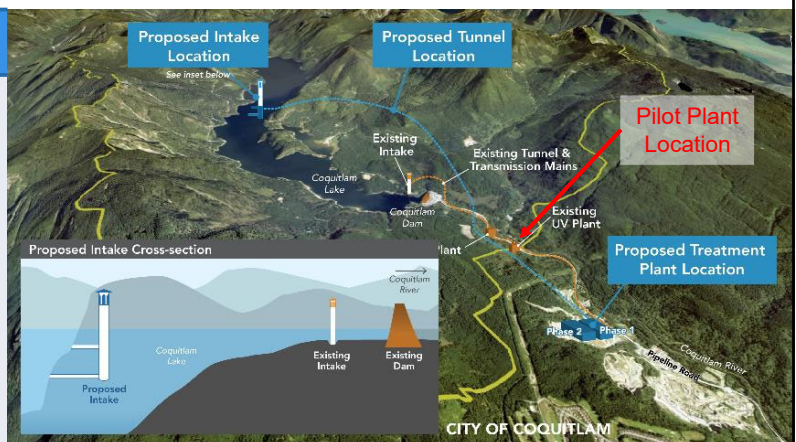 Proposed Intake
Location
See inset below
Proposed Tunnel
Location
Pilot Plant
Location
Existing
Intake
Existing Tunnel &
Transmission Mains
Coquitlam
Lake
Coquitlam
Dam
Existing
UV Plant
Plant
Proposed Treatment
Plant Location
Phase 2
Phase 1
Coquitlam River
Pipeline Road
CITY OF COQUITLAM
Proposed Intake Cross-section
Coquitlam
River
Coquitlam
Lake
Proposed
Intake
Existing
Intake
Existing
Dam